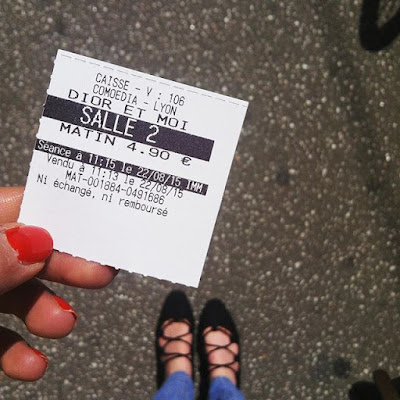 CAISSE - V : 106
COMOEDIA - LYON
DIOR ET MOI
SALLE 2
MATIN 4.90 €
Séance à 11:15 le 22/08/15 IMM
Vendu à 11:13 le 22/08/15
MAT-001884-0491686
Ni échangé, ni remboursé